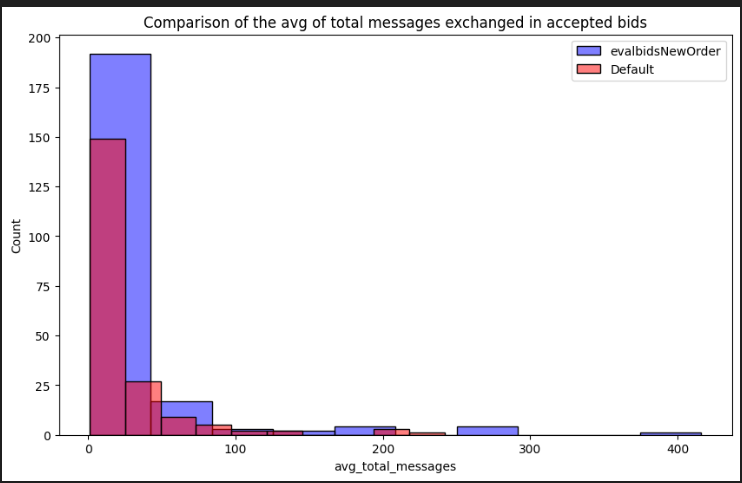 Comparison of the avg of total messages exchanged in accepted bids
evalbidsNewOrder
Default
200
175
150
125
100
75
50
25
0
Count
0 100 200 300 400
avg_total_messages